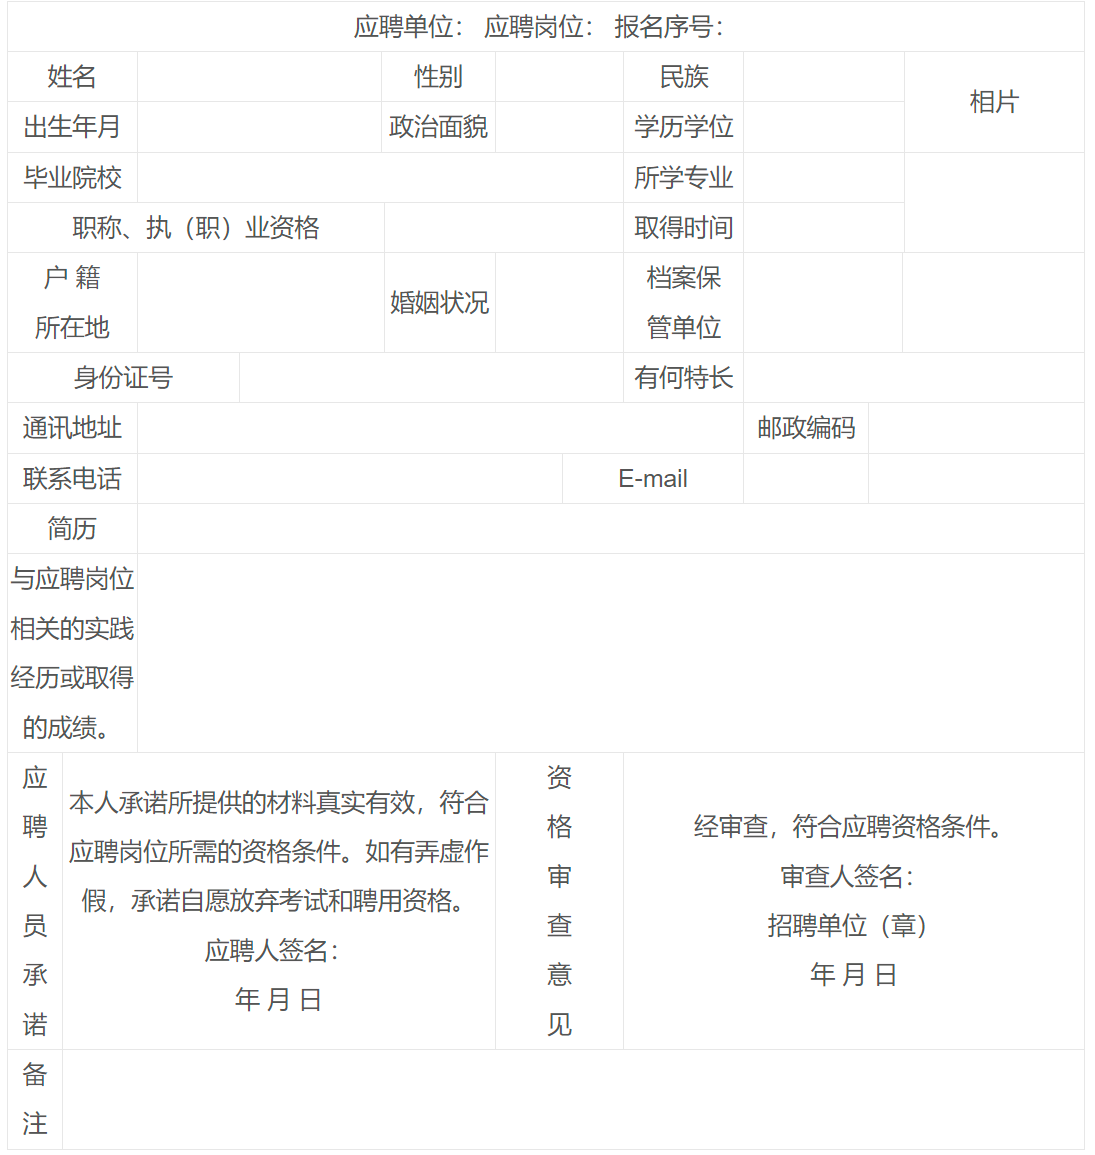 应聘单位： 应聘岗位： 报名序号：
姓名 性别 民族 相片
出生年月 政治面貌 学历学位
毕业院校 所学专业
职称、执（职）业资格 取得时间
户 籍
所在地
婚姻状况
档案保
管单位
身份证号 有何特长
通讯地址 邮政编码
联系电话 E-mail
简历
与应聘岗位
相关的实践
经历或取得
的成绩。
应
聘
人
员
承
诺
本人承诺所提供的材料真实有效，符合
应聘岗位所需的资格条件。如有弄虚作
假，承诺自愿放弃考试和聘用资格。
应聘人签名：
年 月 日
资
格
审
查
意
见
经审查，符合应聘资格条件。
审查人签名：
招聘单位（章）
年 月 日
备
注